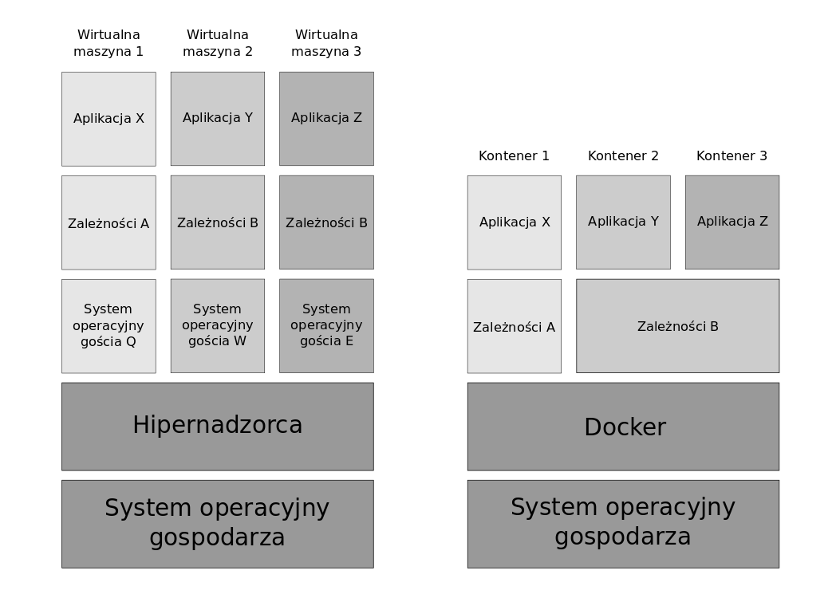 Wirtualna
maszyna 1
Wirtualna
maszyna 2
Wirtualna
maszyna 3
Aplikacja X
Aplikacja Y
Aplikacja Z
Zależności A
Zależności B
Zależności B
System
operacyjny
gościa Q
System
operacyjny
gościa W
System
operacyjny
gościa E
Hipernadzorca
System operacyjny
gospodarza
Kontener 1
Kontener 2
Kontener 3
Aplikacja X
Aplikacja Y
Aplikacja Z
Zależności A
Zależności B
Docker
System operacyjny
gospodarza